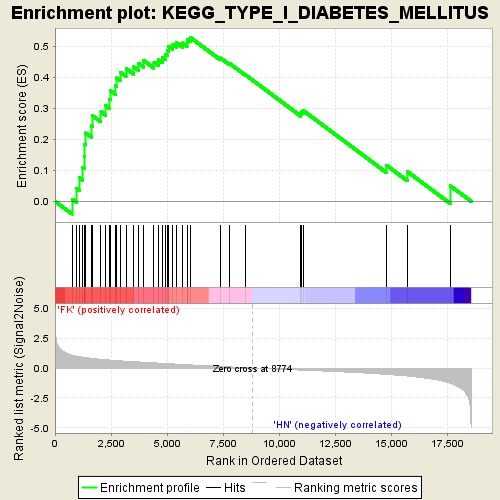 Enrichment plot: KEGG_TYPE_I_DIABETES_MELLITUS
Enrichment score (ES)
0.5
0.4
0.3
0.2
0.1
0.0
'FK' (positively correlated)
Ranked list metric (Signal2Noise)
5.0
2.5
0.0
-2.5
-5.0
Zero cross at 8774
'HN' (negatively correlated)
0 2,500 5,000 7,500 10,000 12,500 15,000 17,500
Rank in Ordered Dataset
Enrichment profile Hits Ranking metric scores